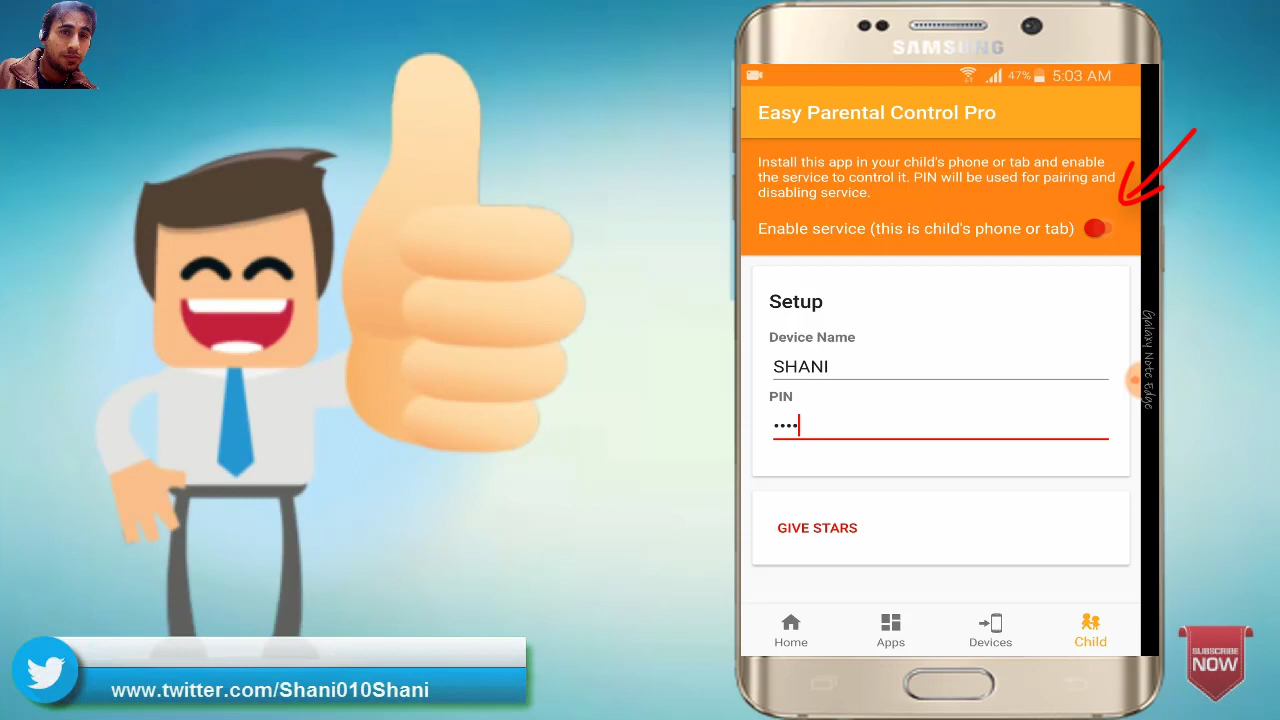 SAMSUNG
47%
5:03 AM
Easy Parental Control Pro
Install this app in your child's phone or tab and enable
the service to control it. PIN will be used for pairing and
disabling service.
Enable service (this is child's phone or tab)
Setup
Device Name
SHANI
PIN
••••
GIVE STARS
Home
Apps
Devices
Child
Galaxy Note Edge
www.twitter.com/Shani010Shani
SUBSCRIBE
NOW